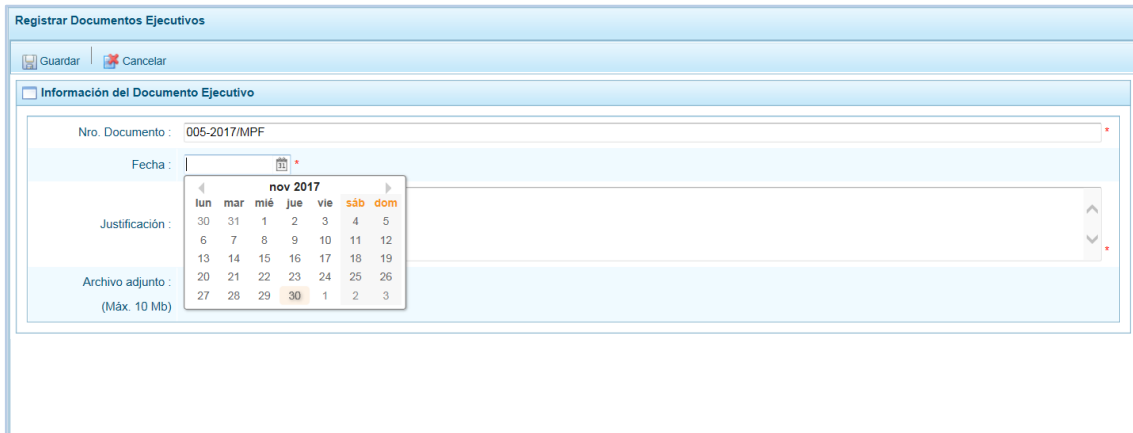 Registrar Documentos Ejecutivos
Guardar Cancelar
Información del Documento Ejecutivo
Nro. Documento : 005-2017/MPF *
Fecha : 31 *
nov 2017
lun mar mié jue vie sáb dom
30 31 1 2 3 4 5
6 7 8 9 10 11 12
13 14 15 16 17 18 19
20 21 22 23 24 25 26
27 28 29 30 1 2 3
Justificación : *
Archivo adjunto :
(Máx. 10 Mb)